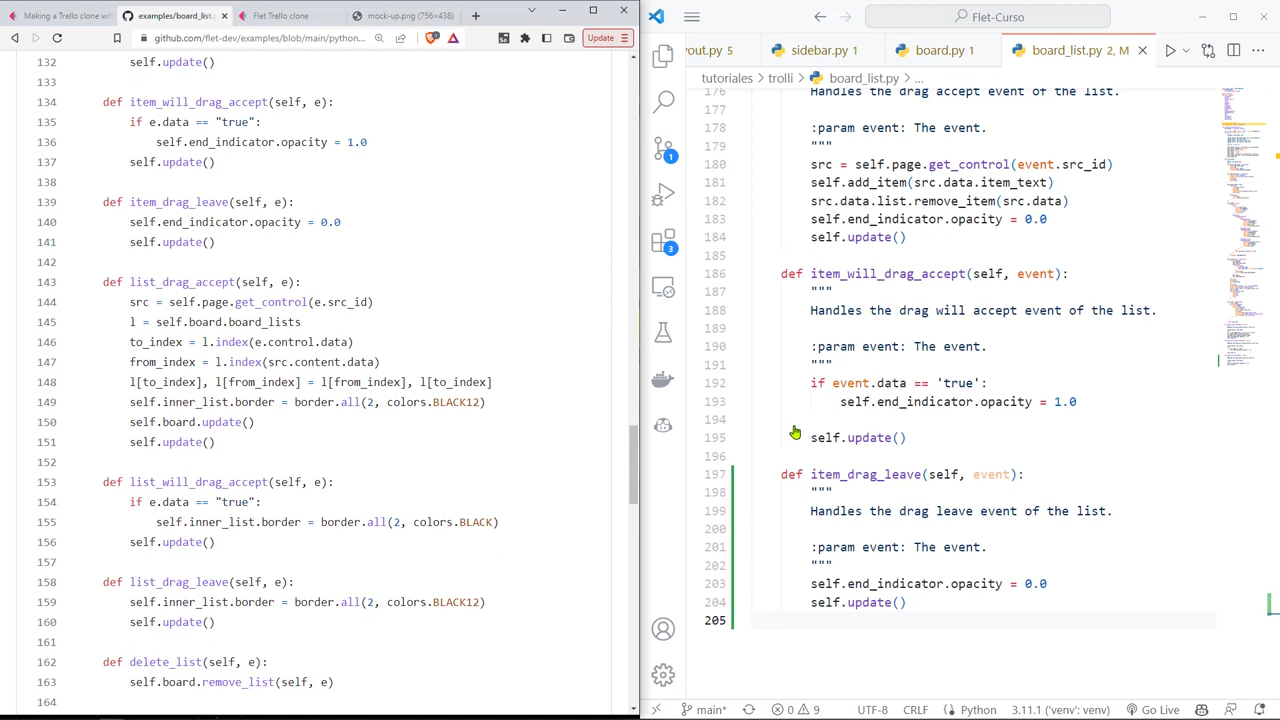 Making a Trello clone with
examples/board_list.
Flet Trello clone
mock-up.png (756×438)
github.com/flet-dev/examples/blob/main/python...
Update
132 self.update()
133
134 def item_will_drag_accept(self, e):
135 if e.data == "true":
136 self.end_indicator.opacity = 1.0
137 self.update()
138
139 def item_drag_leave(self, e):
140 self.end_indicator.opacity = 0.0
141 self.update()
142
143 def list_drag_accept(self, e):
144 src = self.page.get_control(e.src_id)
145 l = self.board.board_lists
146 to_index = l.index(e.control.data)
147 from_index = l.index(src.content.data)
148 l[to_index], l[from_index] = l[from_index], l[to_index]
149 self.inner_list.border = border.all(2, colors.BLACK12)
150 self.board.update()
151 self.update()
152
153 def list_will_drag_accept(self, e):
154 if e.data == "true":
155 self.inner_list.border = border.all(2, colors.BLACK)
156 self.update()
157
158 def list_drag_leave(self, e):
159 self.inner_list.border = border.all(2, colors.BLACK12)
160 self.update()
161
162 def delete_list(self, e):
163 self.board.remove_list(self, e)
164
Flet-Curso
yout.py 5
sidebar.py 1
board.py 1
board_list.py 2, M
tutoriales > trolli > board_list.py > ...
176 Handles the drag accept event of the list.
177
178 :param event: The event.
179 """
180 src = self.page.get_control(event.src_id)
181 self.add_item(src.data.item_text)
182 src.data.list.remove_item(src.data)
183 self.end_indicator.opacity = 0.0
184 self.update()
185
186 def item_will_drag_accept(self, event):
187 """
188 Handles the drag will accept event of the list.
189
190 :param event: The event.
191 """
192 if event.data == 'true':
193 self.end_indicator.opacity = 1.0
194
195 self.update()
196
197 def item_drag_leave(self, event):
198 """
199 Handles the drag leave event of the list.
200
201 :param event: The event.
202 """
203 self.end_indicator.opacity = 0.0
204 self.update()
205
1
3
main*
0
9
UTF-8
CRLF
Python
3.11.1 ('venv': venv)
Go Live